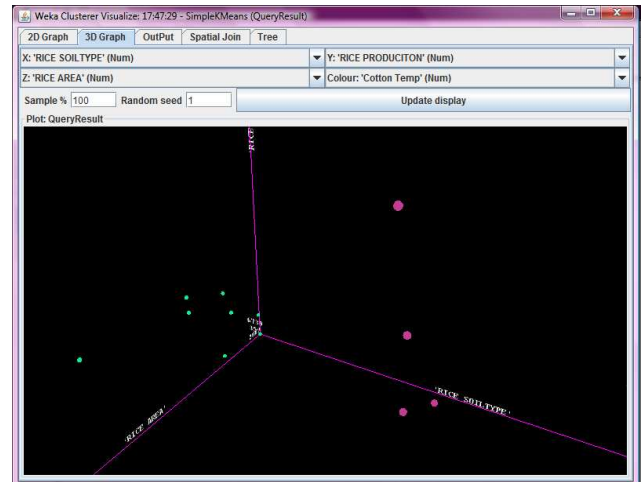 Weka Clusterer Visualize: 17:47:29 - SimpleKMeans (QueryResult)
2D Graph 3D Graph OutPut Spatial Join Tree
X: 'RICE SOILTYPE' (Num) Y: 'RICE PRODUCITON' (Num)
Z: 'RICE AREA' (Num) Colour: 'Cotton Temp' (Num)
Sample % 100 Random seed 1 Update display
Plot: QueryResult
'RICE
'RICE SOILTYPE'
'RICE AREA'